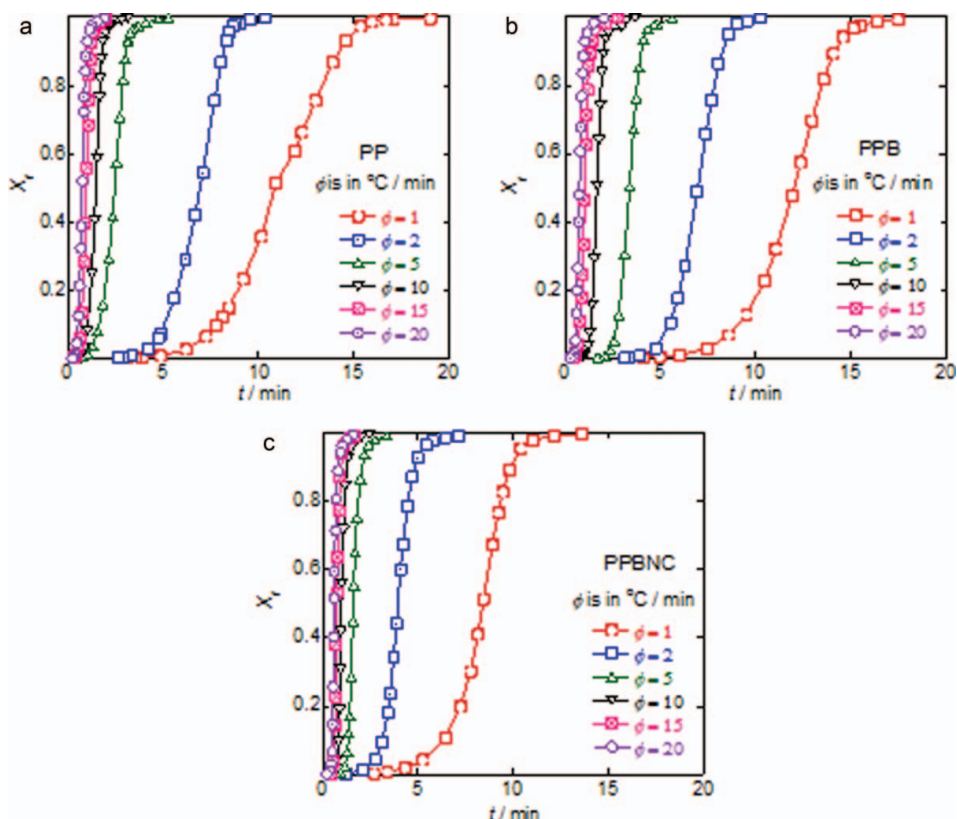 a
0.8
0.6
0.4
0.2
0 5 10 15 20
X_r
t / min
PP
ϕ is in °C / min
ϕ = 1
ϕ = 2
ϕ = 5
ϕ = 10
ϕ = 15
ϕ = 20
b
0.8
0.6
0.4
0.2
0 5 10 15 20
X_r
t / min
PPB
ϕ is in °C / min
ϕ = 1
ϕ = 2
ϕ = 5
ϕ = 10
ϕ = 15
ϕ = 20
c
0.8
0.6
0.4
0.2
0 5 10 15 20
X_r
t / min
PPBNC
ϕ is in °C / min
ϕ = 1
ϕ = 2
ϕ = 5
ϕ = 10
ϕ = 15
ϕ = 20